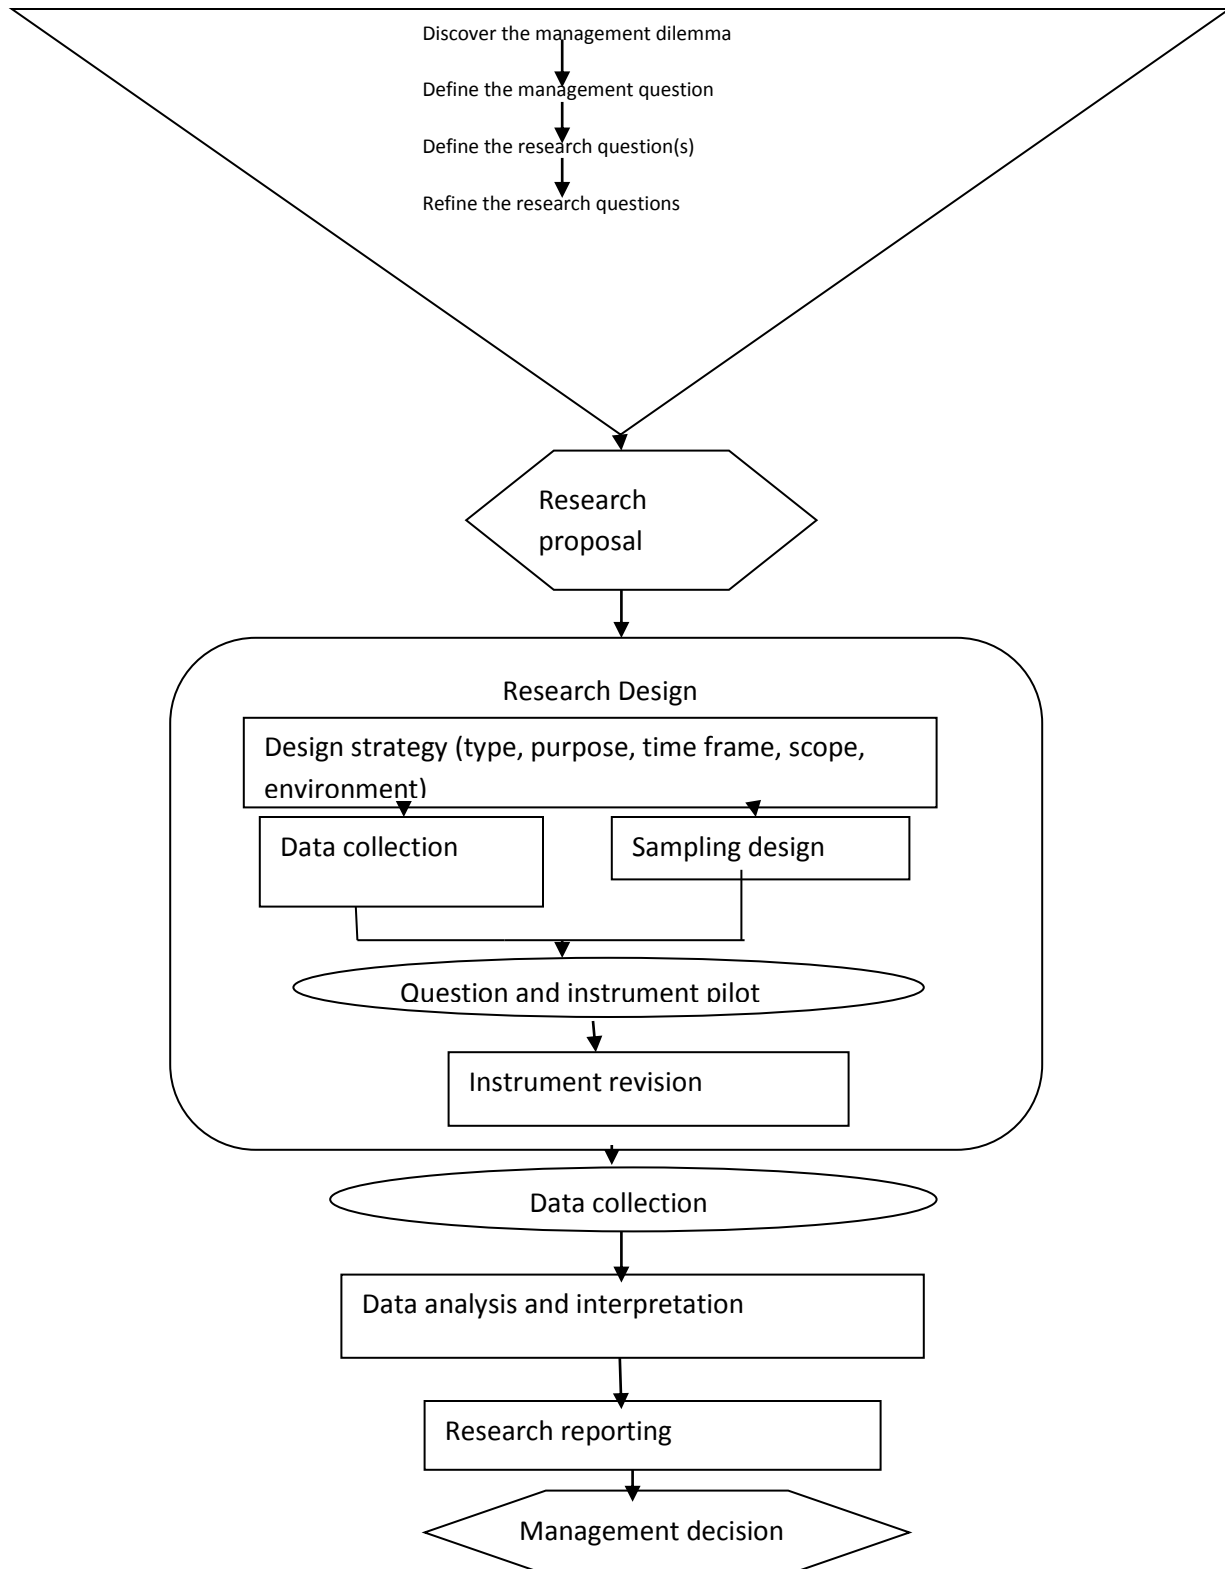 Discover the management dilemma
Define the management question
Define the research question(s)
Refine the research questions
Research
proposal
Research Design
Design strategy (type, purpose, time frame, scope,
environment)
Data collection
Sampling design
Question and instrument pilot
Instrument revision
Data collection
Data analysis and interpretation
Research reporting
Management decision